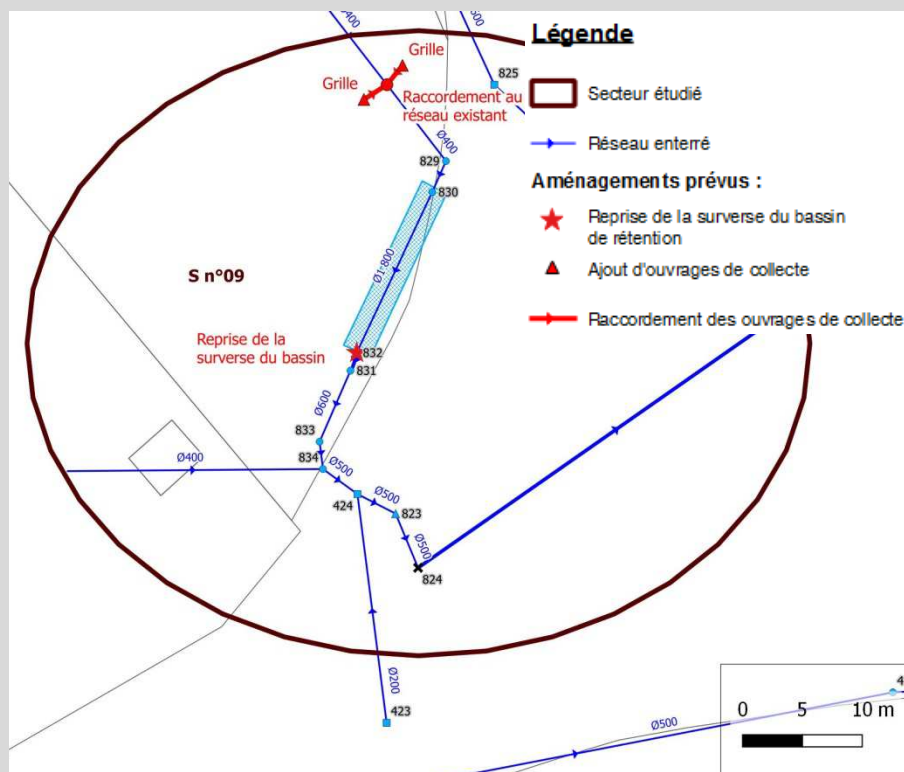 Ø400
Ø500
Légende
Grille
Grille
825
Raccordement au
réseau existant
Secteur étudié
Ø400
829
830
Réseau enterré
Aménagements prévus :
Reprise de la surverse du bassin
de rétention
S n°09
Ø1 800
Ajout d'ouvrages de collecte
Raccordement des ouvrages de collecte
Reprise de la
surverse du bassin
832
831
Ø600
833
834
Ø400
Ø500
424
Ø500
823
Ø500
824
Ø200
423
Ø500
0 5 10 m